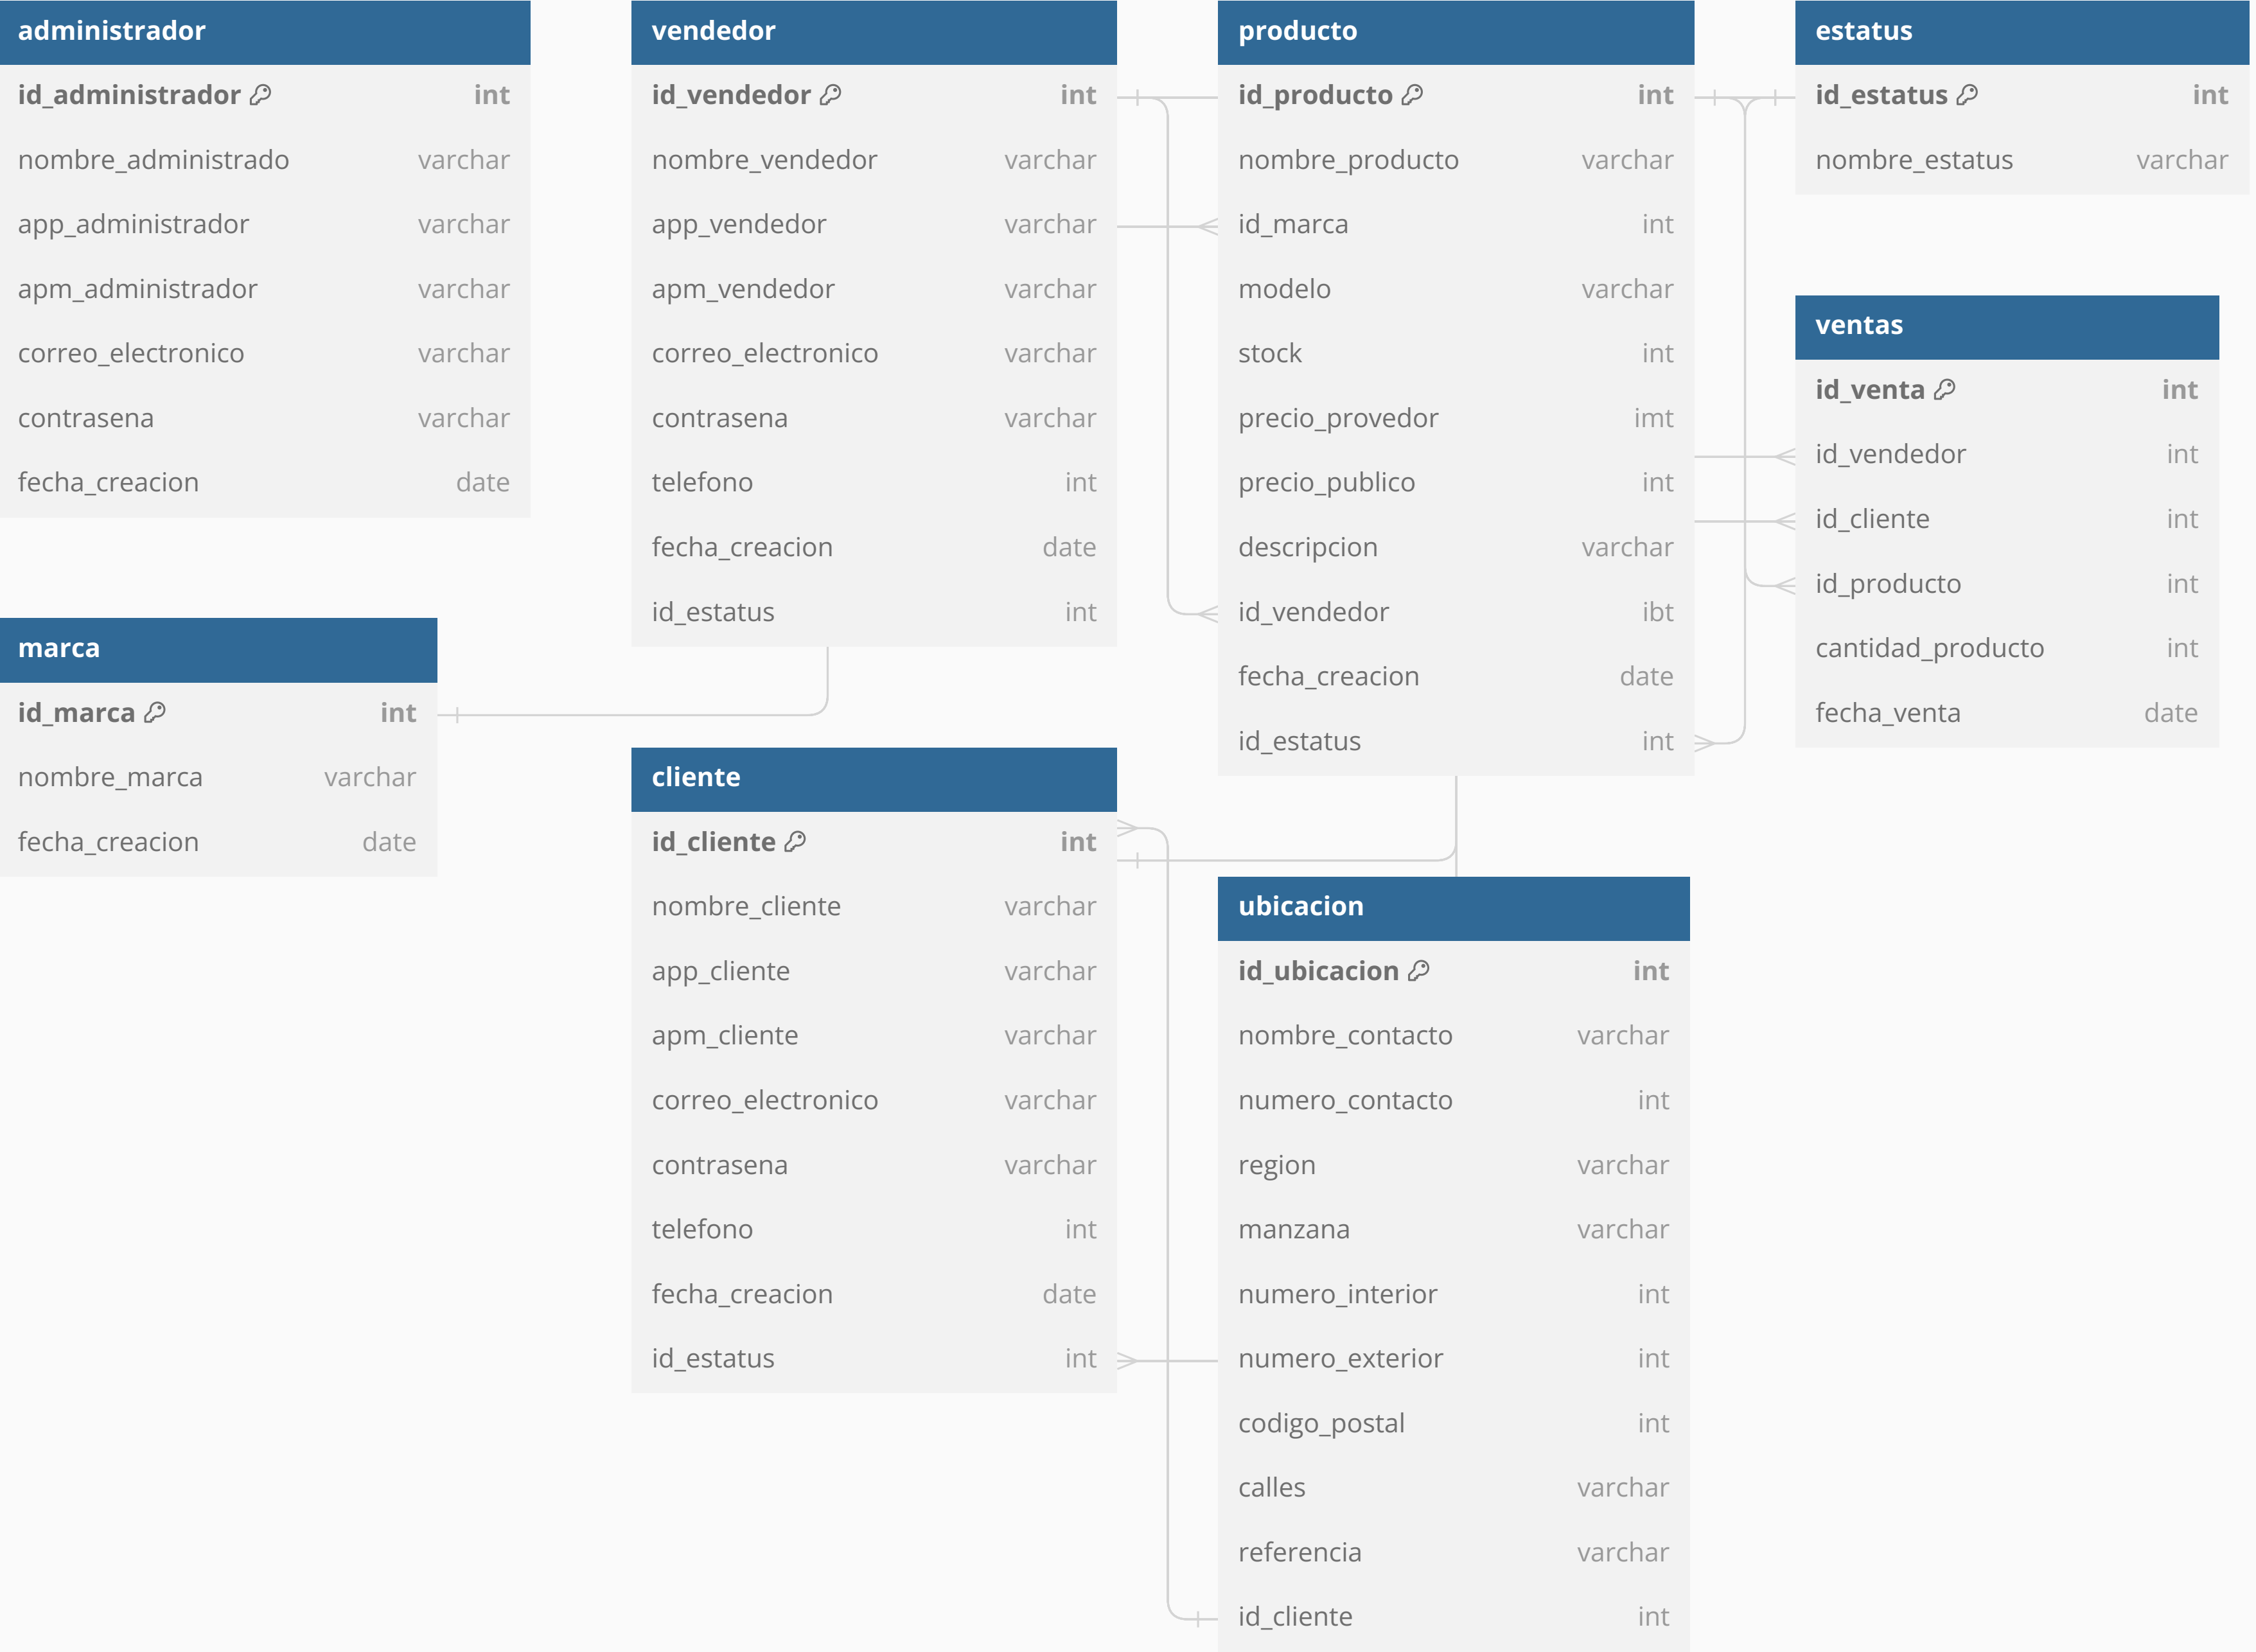 administrador
id_administrador int
nombre_administrado varchar
app_administrador varchar
apm_administrador varchar
correo_electronico varchar
contrasena varchar
fecha_creacion date
marca
id_marca int
nombre_marca varchar
fecha_creacion date
vendedor
id_vendedor int
nombre_vendedor varchar
app_vendedor varchar
apm_vendedor varchar
correo_electronico varchar
contrasena varchar
telefono int
fecha_creacion date
id_estatus int
cliente
id_cliente int
nombre_cliente varchar
app_cliente varchar
apm_cliente varchar
correo_electronico varchar
contrasena varchar
telefono int
fecha_creacion date
id_estatus int
producto
id_producto int
nombre_producto varchar
id_marca int
modelo varchar
stock int
precio_provedor imt
precio_publico int
descripcion varchar
id_vendedor ibt
fecha_creacion date
id_estatus int
ubicacion
id_ubicacion int
nombre_contacto varchar
numero_contacto int
region varchar
manzana varchar
numero_interior int
numero_exterior int
codigo_postal int
calles varchar
referencia varchar
id_cliente int
estatus
id_estatus int
nombre_estatus varchar
ventas
id_venta int
id_vendedor int
id_cliente int
id_producto int
cantidad_producto int
fecha_venta date